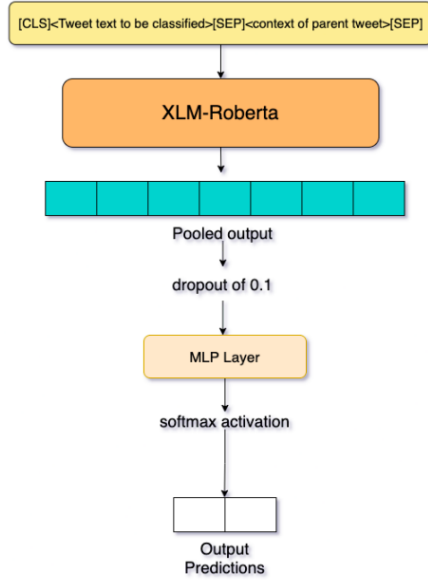 [CLS]<Tweet text to be classified>[SEP]<context of parent tweet>[SEP]
XLM-Roberta
Pooled output
dropout of 0.1
MLP Layer
softmax activation
Output
Predictions